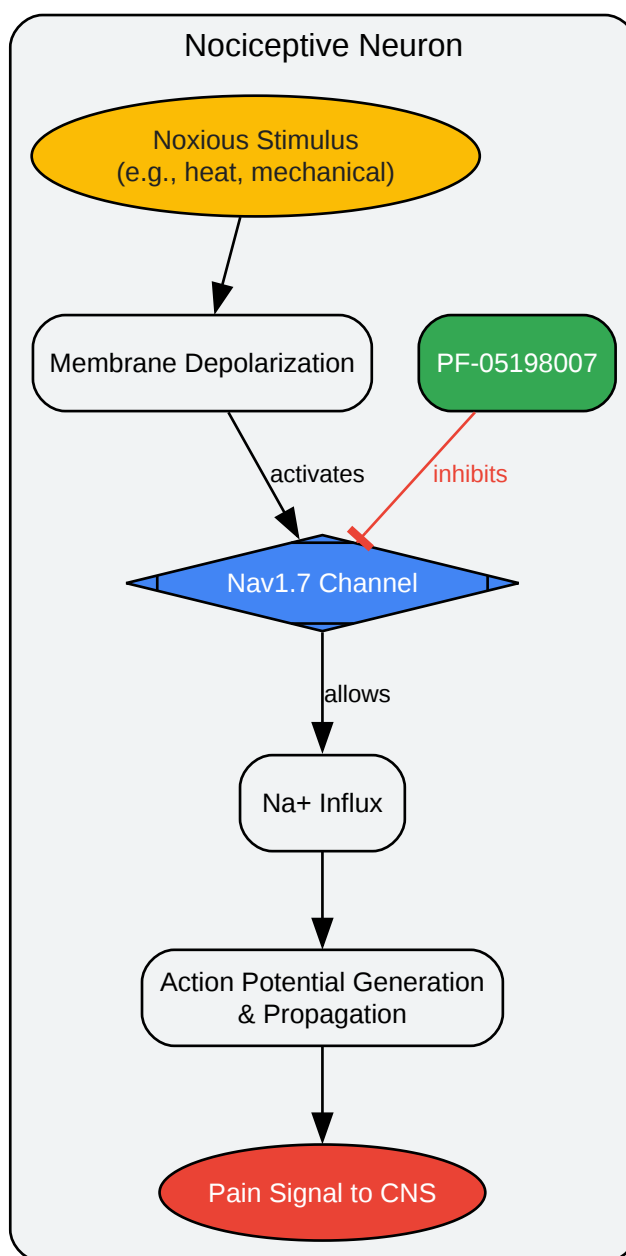 Nociceptive Neuron
Noxious Stimulus
(e.g., heat, mechanical)
Membrane Depolarization
PF-05198007
activates
inhibits
Nav1.7 Channel
allows
Na+ Influx
Action Potential Generation
& Propagation
Pain Signal to CNS